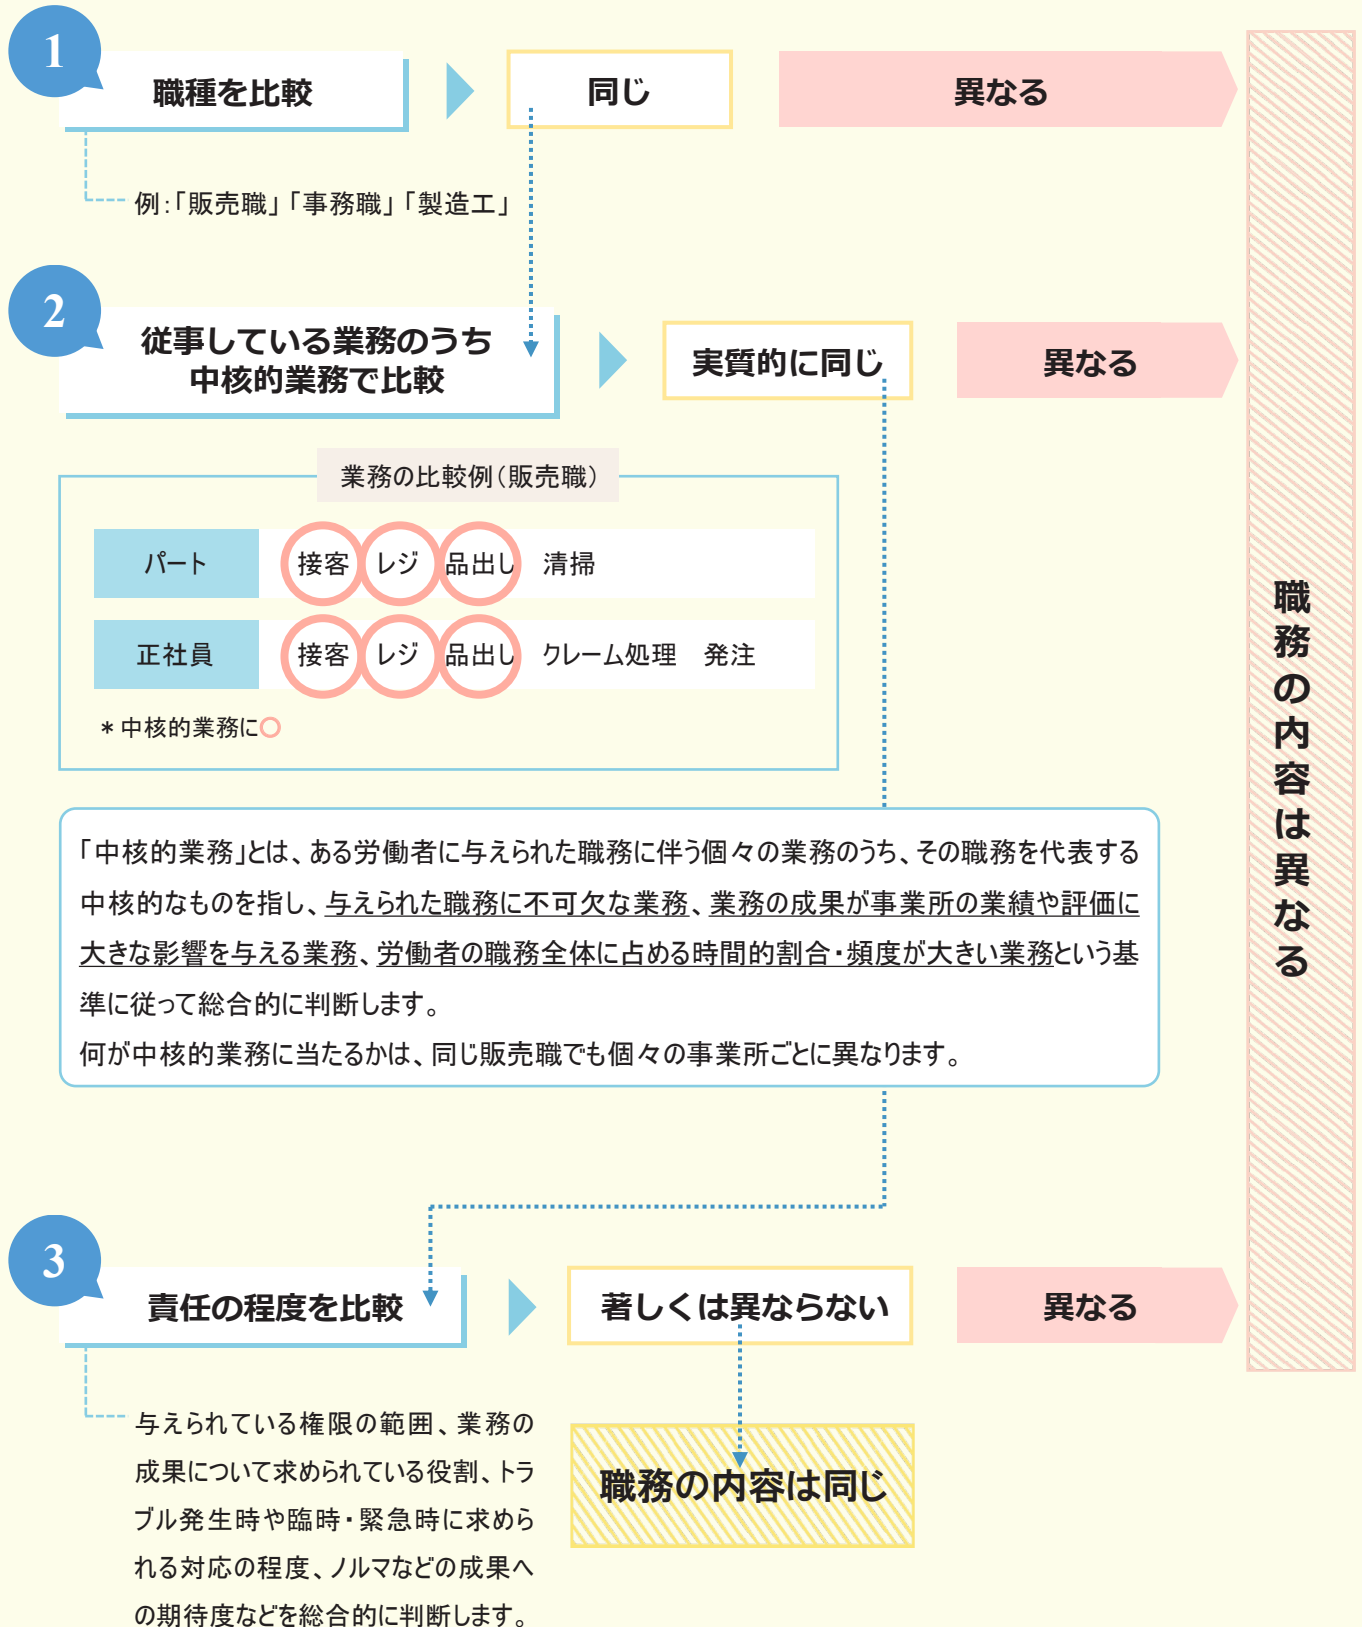 1
職種を比較
同じ
異なる
例：「販売職」「事務職」「製造工」
2
従事している業務のうち
中核的業務で比較
実質的に同じ
異なる
業務の比較例（販売職）
パート
接客 レジ 品出し 清掃
正社員
接客 レジ 品出し クレーム処理 発注
＊中核的業務に○
「中核的業務」とは、ある労働者に与えられた職務に伴う個々の業務のうち、その職務を代表する
中核的なものを指し、与えられた職務に不可欠な業務、業務の成果が事業所の業績や評価に
大きな影響を与える業務、労働者の職務全体に占める時間的割合・頻度が大きい業務という基
準に従って総合的に判断します。
何が中核的業務に当たるかは、同じ販売職でも個々の事業所ごとに異なります。
3
責任の程度を比較
著しくは異ならない
異なる
与えられている権限の範囲、業務の
成果について求められている役割、トラ
ブル発生時や臨時・緊急時に求めら
れる対応の程度、ノルマなどの成果へ
の期待度などを総合的に判断します。
職務の内容は同じ
職務の内容は異なる